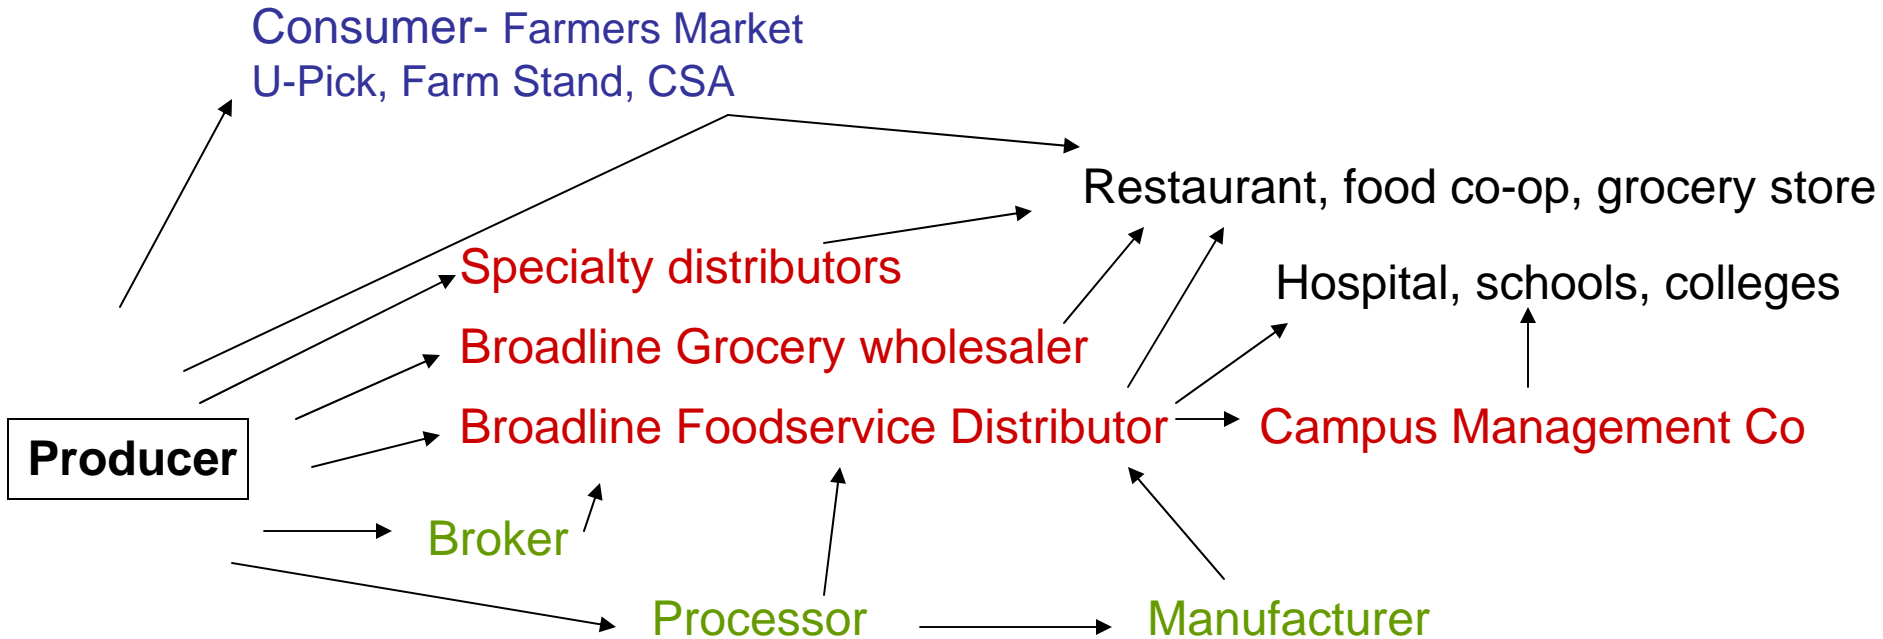 Consumer- Farmers Market
U-Pick, Farm Stand, CSA
Restaurant, food co-op, grocery store
Specialty distributors
Hospital, schools, colleges
Broadline Grocery wholesaler
Broadline Foodservice Distributor
Campus Management Co
Producer
Broker
Processor
Manufacturer